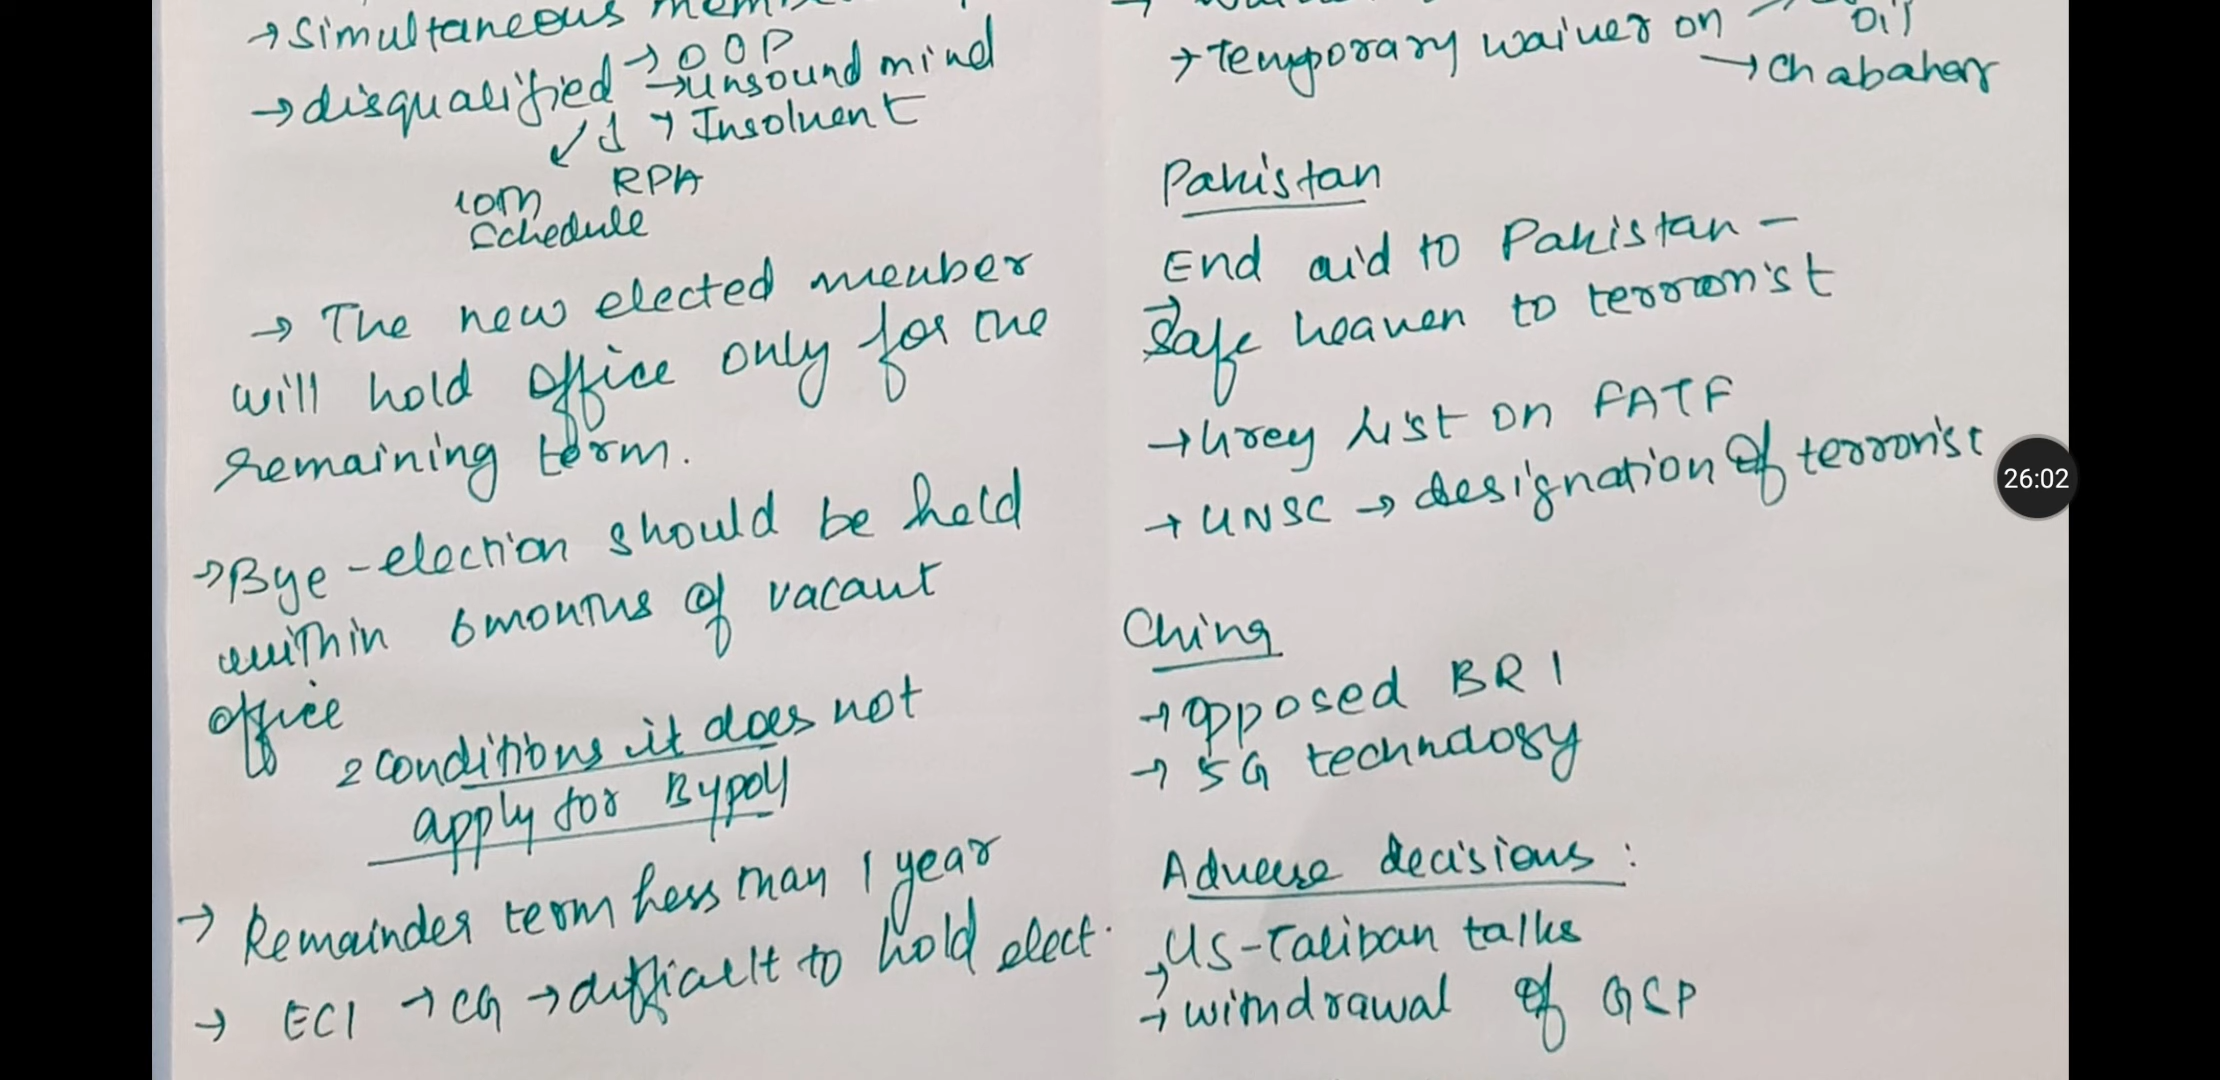 → Simultaneous
→ disqualified → OOP
→ unsound mind
→ Insolvent
10th Schedule
RPA
→ The new elected member
will hold office only for the
remaining term.
→ Bye-election should be held
within 6 months of vacant
office
2 conditions it does not
apply for Bypoll
→ Remainder term less than 1 year
→ ECI → CG → difficult to hold elect.
→ temporary waiver on
oil
→ Chabahar
Pakistan
End aid to Pakistan -
→ Safe heaven to terrorist
→ Grey list on FATF
→ UNSC → designation of terrorist
China
→ opposed BRI
→ 5G technology
Adverse decisions :
→ US-Taliban talks
→ withdrawal of GSP
26:02